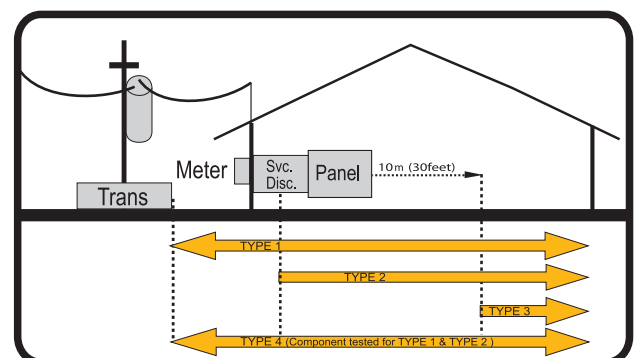 Meter
Svc.
Disc.
Panel
10m (30feet)
Trans
TYPE 1
TYPE 2
TYPE 3
TYPE 4 (Component tested for TYPE 1 & TYPE 2 )